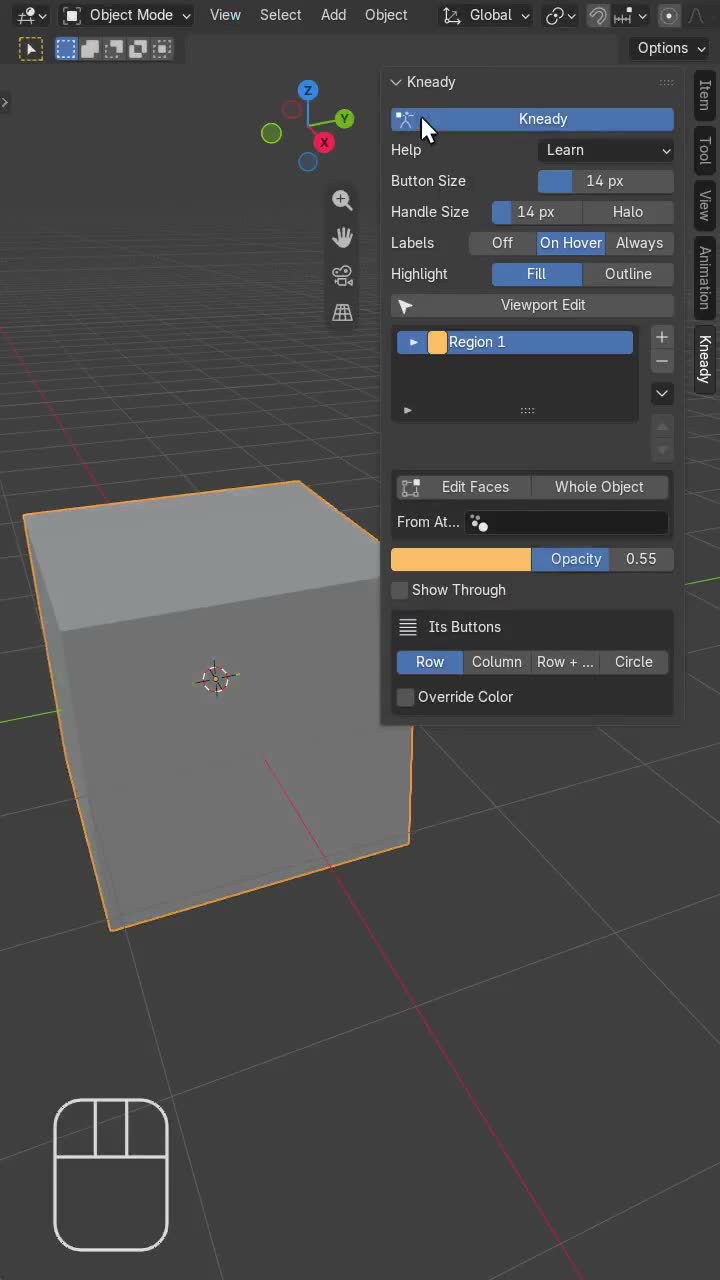 Object Mode View Select Add Object Global
Options
Kneady
Kneady
Help Learn
Button Size 14 px
Handle Size 14 px Halo
Labels Off On Hover Always
Highlight Fill Outline
Viewport Edit
Region 1
Edit Faces Whole Object
From At...
Opacity 0.55
Show Through
Its Buttons
Row Column Row + ... Circle
Override Color
Item
Tool
View
Animation
Kneady
Z
Y
X